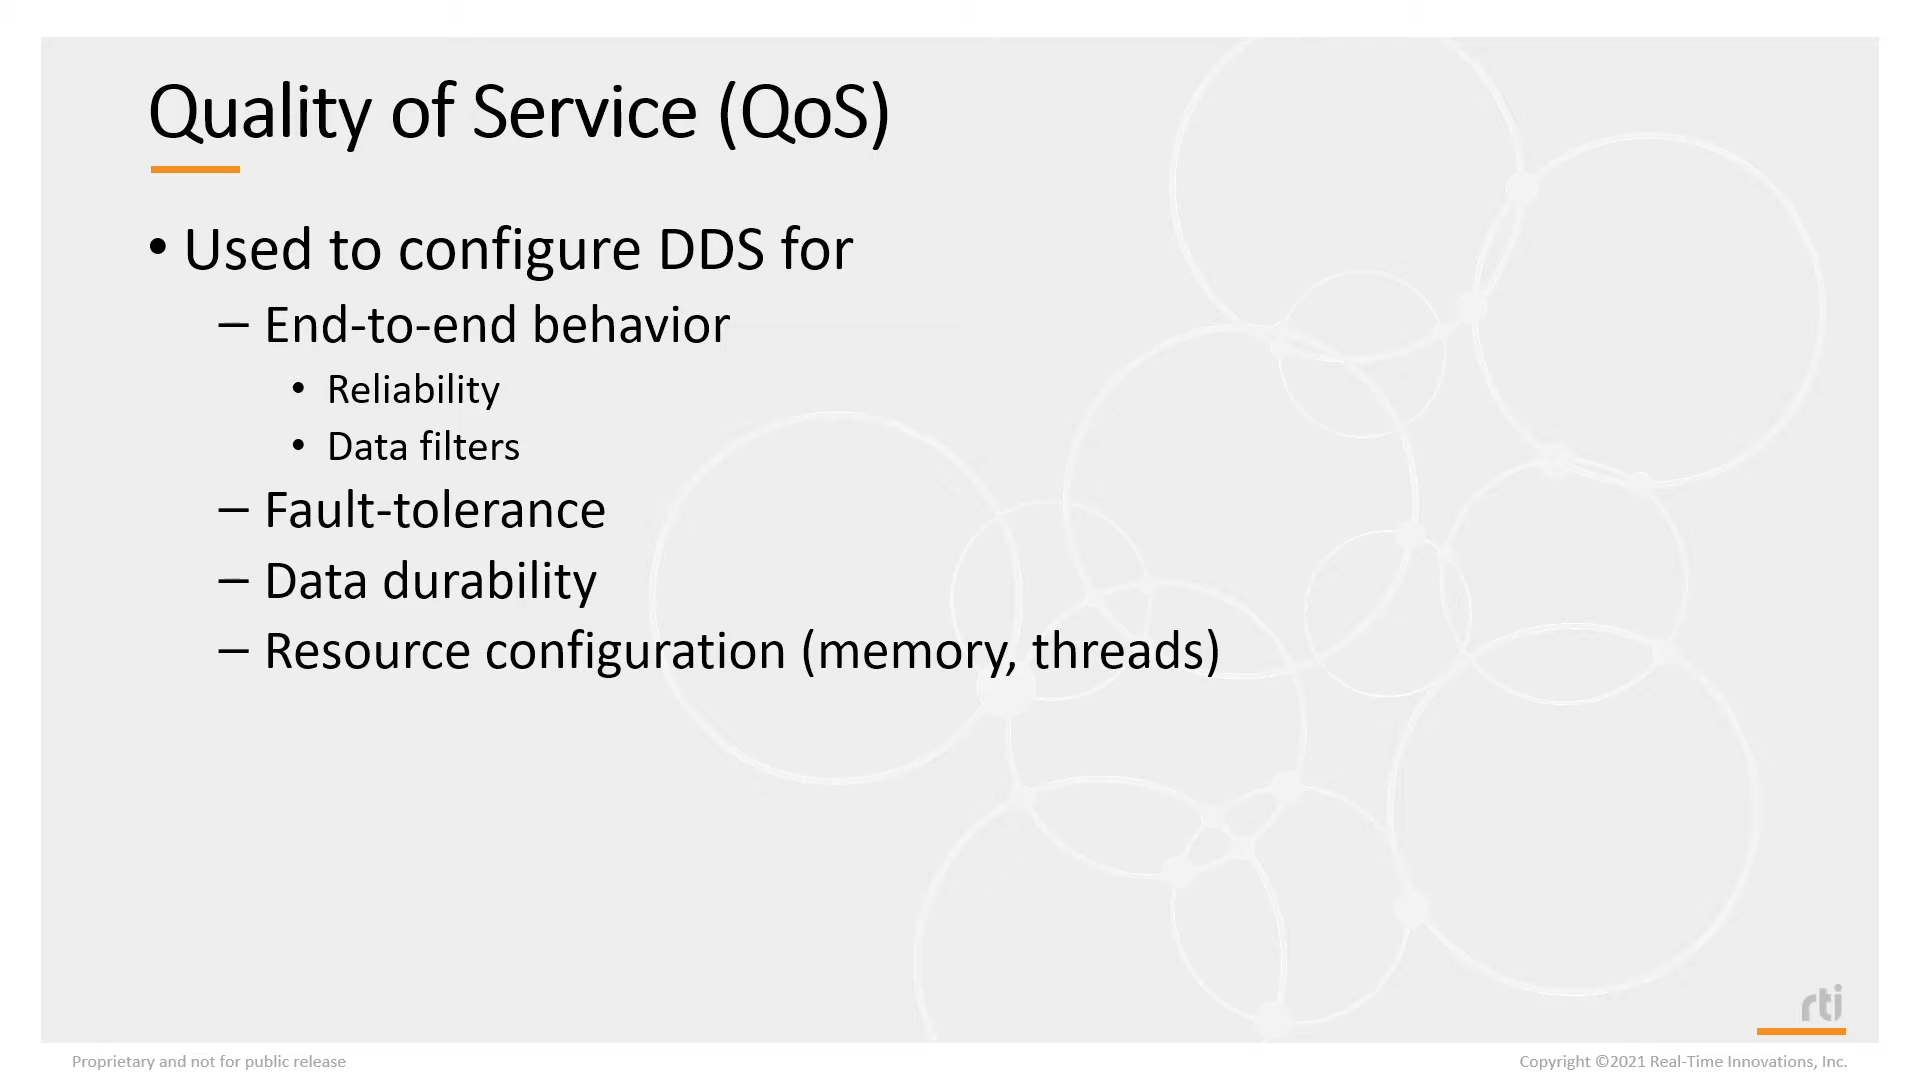 Quality of Service (QoS)
• Used to configure DDS for
– End-to-end behavior
• Reliability
• Data filters
– Fault-tolerance
– Data durability
– Resource configuration (memory, threads)
rti
Proprietary and not for public release
Copyright ©2021 Real-Time Innovations, Inc.